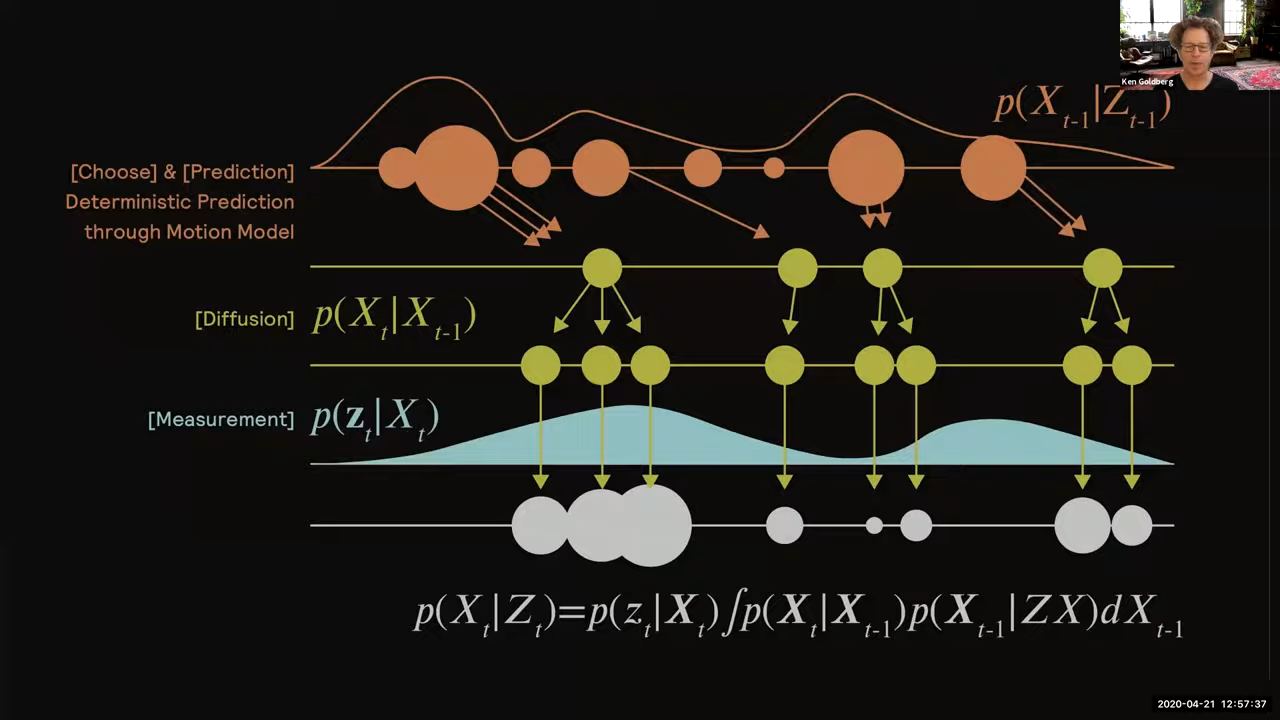 Ken Goldberg
p(X_{t-1}|Z_{t-1})
[Choose] & [Prediction]
Deterministic Prediction
through Motion Model
[Diffusion] p(X_t|X_{t-1})
[Measurement] p(z_t|X_t)
p(X_t|Z_t)=p(z_t|X_t)∫p(X_t|X_{t-1})p(X_{t-1}|ZX)dX_{t-1}
2020-04-21 12:57:37